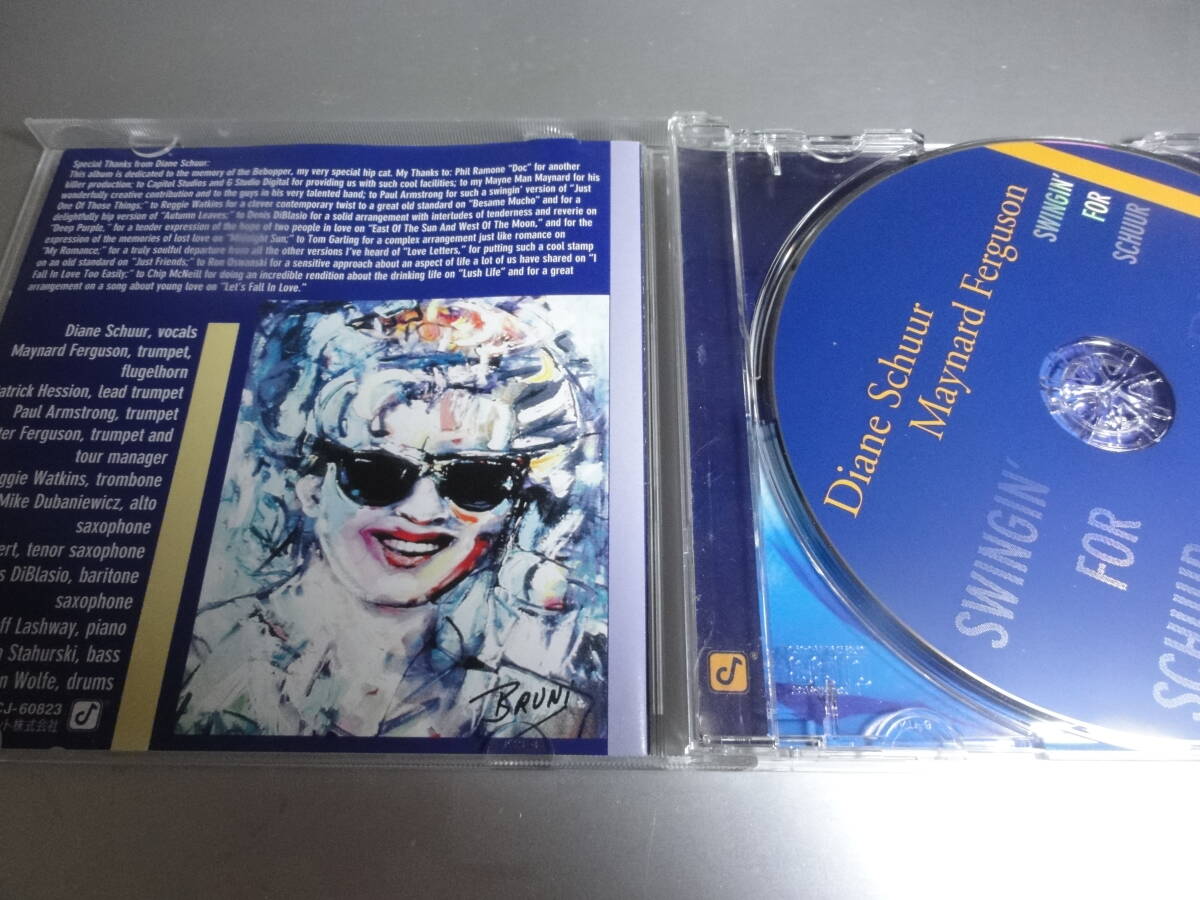 Special Thanks from Diane Schuur:
This album is dedicated to the memory of the Bebopper, my very special hip cat. My Thanks to: Phil Ramone "Doc" for another
killer production; to Capitol Studios and G Studio Digital for providing us with such cool facilities; to my Mayne Man Maynard for his
wonderfully creative contribution and to the guys in his very talented band; to Paul Armstrong for such a swingin' version of "Just
One Of Those Things;" to Reggie Watkins for a clever contemporary twist to a great old standard on "Besame Mucho" and for a
delightfully hip version of "Autumn Leaves;" to Denis DiBlasio for a solid arrangement with interludes of tenderness and reverie on
"Deep Purple," for a tender expression of the hope of two people in love on "East Of The Sun And West Of The Moon," and for the
expression of the memories of lost love on "Midnight Sun;" to Tom Garling for a complex arrangement just like romance on
"My Romance," for a truly soulful departure from all the other versions I've heard of "Love Letters," for putting such a cool stamp
on an old standard on "Just Friends;" to Ron Oswanski for a sensitive approach about an aspect of life a lot of us have shared on "I
Fall In Love Too Easily;" to Chip McNeill for doing an incredible rendition about the drinking life on "Lush Life" and for a great
arrangement on a song about young love on "Let's Fall In Love."
Diane Schuur, vocals
Maynard Ferguson, trumpet,
flugelhorn
atrick Hession, lead trumpet
Paul Armstrong, trumpet
ter Ferguson, trumpet and
tour manager
ggie Watkins, trombone
Mike Dubaniewicz, alto
saxophone
ert, tenor saxophone
s DiBlasio, baritone
saxophone
ff Lashway, piano
Stahurski, bass
n Wolfe, drums
CJ-60823
ト株式会社
BRUNI
Diane Schuur
Maynard Ferguson
SWINGIN'
FOR
SCHUUR
SWINGIN'
FOR
SCHUUR